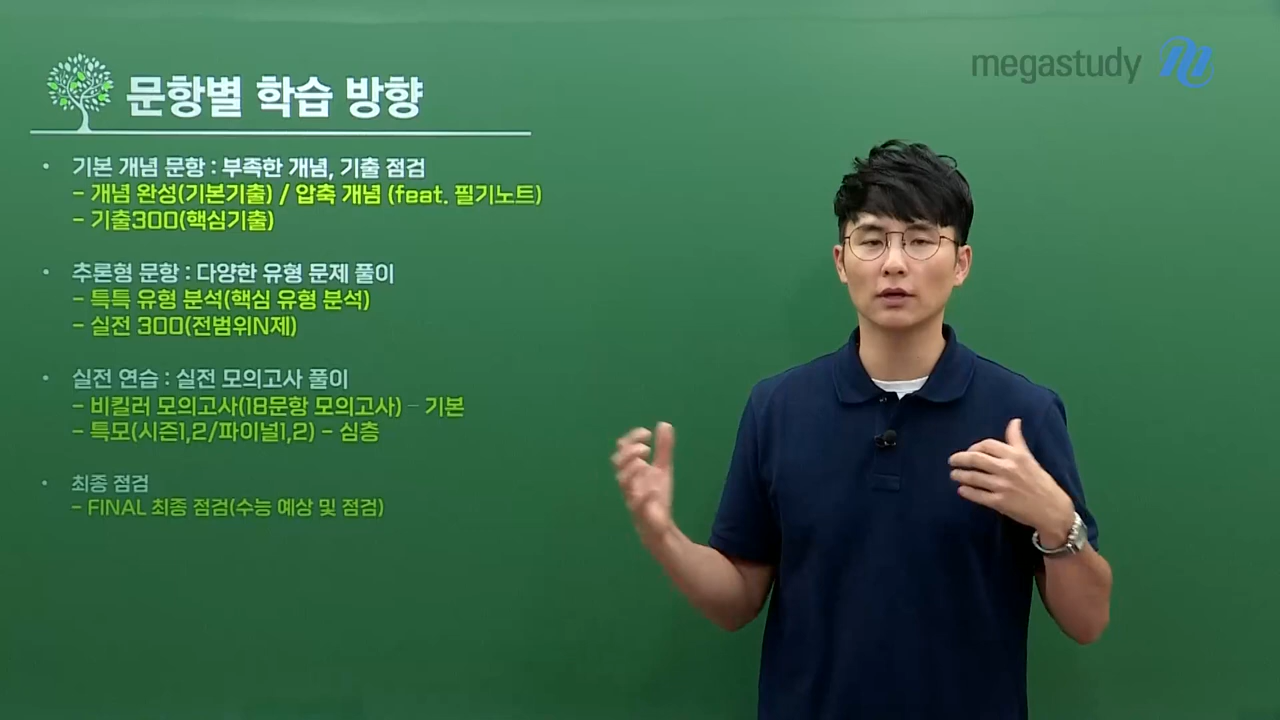 megastudy
문항별 학습 방향
• 기본 개념 문항 : 부족한 개념, 기출 점검
- 개념 완성(기본기출) / 압축 개념 (feat. 필기노트)
- 기출300(핵심기출)
• 추론형 문항 : 다양한 유형 문제 풀이
- 특특 유형 분석(핵심 유형 분석)
- 실전 300(전범위N제)
• 실전 연습 : 실전 모의고사 풀이
- 비킬러 모의고사(18문항 모의고사) - 기본
- 특모(시즌1,2/파이널1,2) - 심층
• 최종 점검
- FINAL 최종 점검(수능 예상 및 점검)